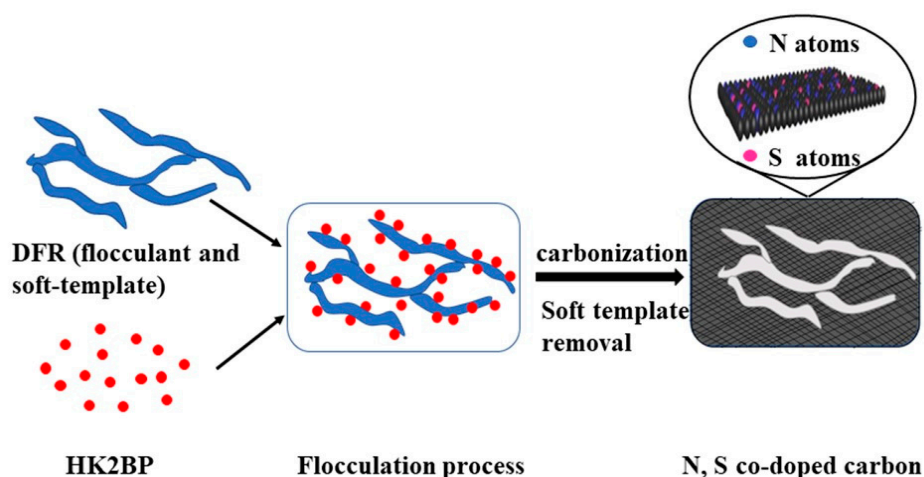 N atoms
S atoms
DFR (flocculant and
soft-template)
carbonization
Soft template
removal
HK2BP
Flocculation process
N, S co-doped carbon